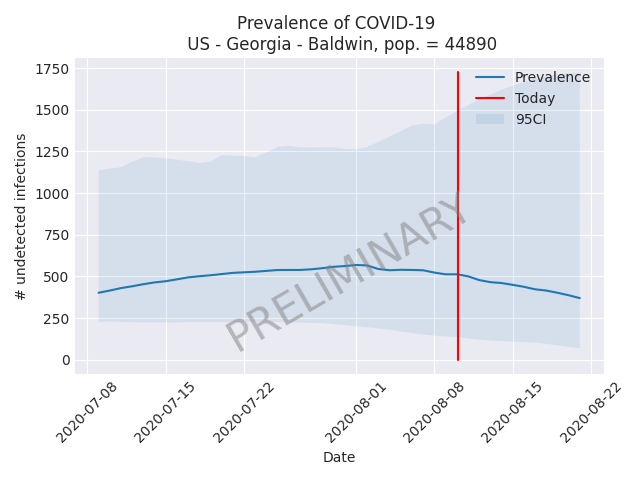 Prevalence of COVID-19
US - Georgia - Baldwin, pop. = 44890
1750
1500
1250
1000
750
500
250
0
# undetected infections
Prevalence
Today
95CI
PRELIMINARY
2020-07-08
2020-07-15
2020-07-22
2020-08-01
2020-08-08
2020-08-15
2020-08-22
Date